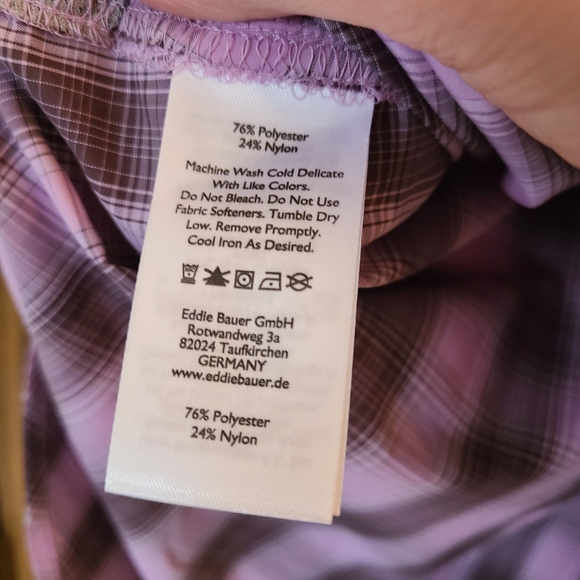 76% Polyester
24% Nylon
Machine Wash Cold Delicate
With Like Colors.
Do Not Bleach. Do Not Use
Fabric Softeners. Tumble Dry
Low. Remove Promptly.
Cool Iron As Desired.
Eddie Bauer GmbH
Rotwandweg 3a
82024 Taufkirchen
GERMANY
www.eddiebauer.de
76% Polyester
24% Nylon